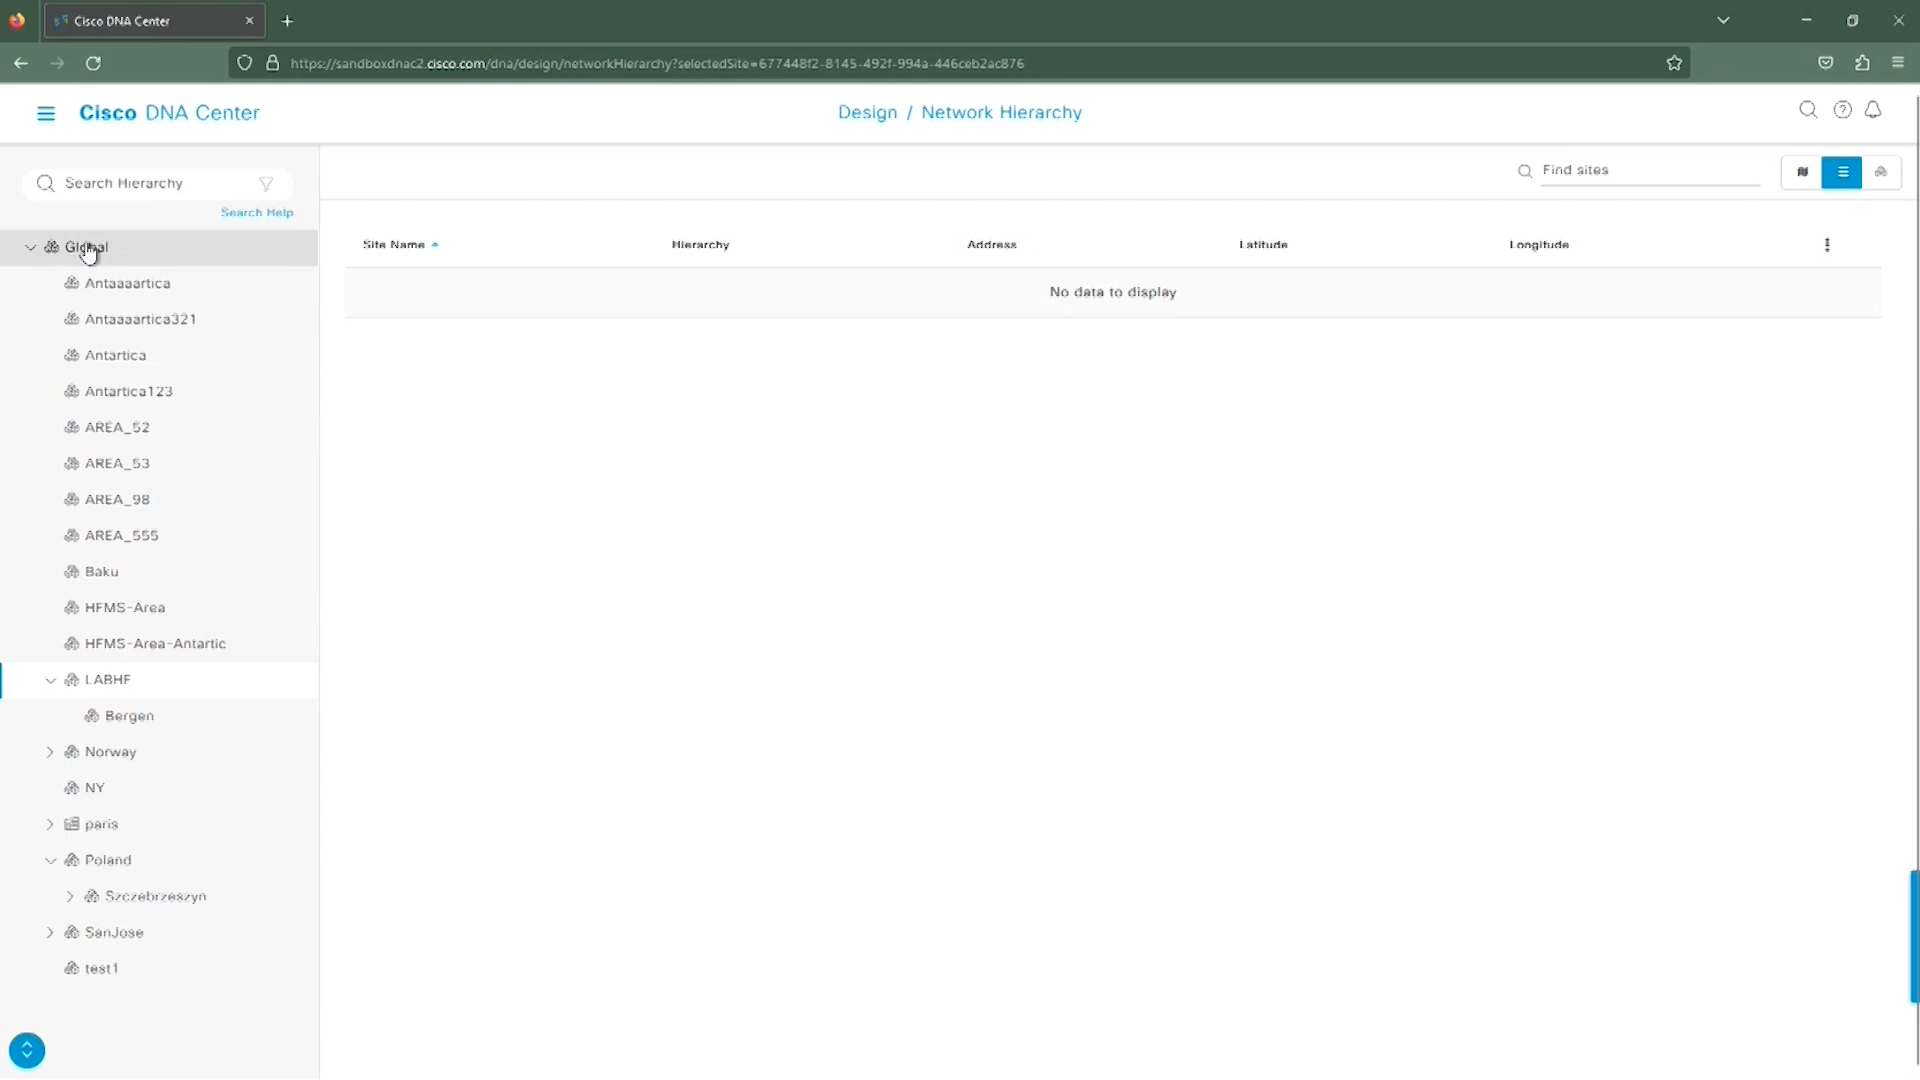 Cisco DNA Center
https://sandboxdnac2.cisco.com/dna/design/networkHierarchy?selectedSite=677448f2-8145-492f-994a-446ceb2ac876
Cisco DNA Center
Design / Network Hierarchy
Search Hierarchy
Find sites
Search Help
Site Name Hierarchy Address Latitude Longitude
No data to display
Global
Antaaaartica
Antaaaartica321
Antartica
Antartica123
AREA_52
AREA_53
AREA_98
AREA_555
Baku
HFMS-Area
HFMS-Area-Antartic
LABHF
Bergen
Norway
NY
paris
Poland
Szczebrzeszyn
SanJose
test1